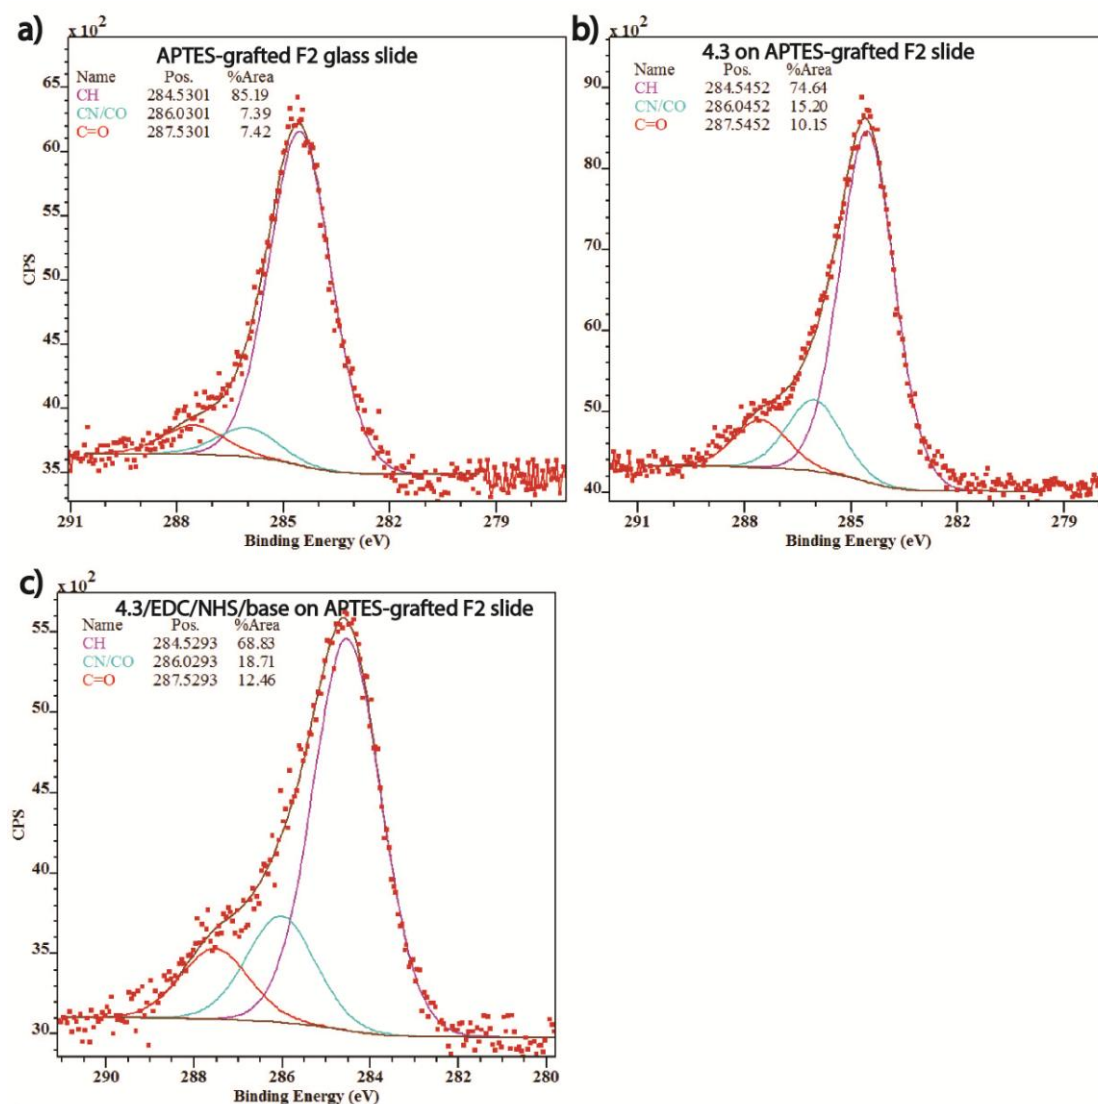 a)
x 10²
APTES-grafted F2 glass slide
Name Pos. %Area
CH 284.5301 85.19
CN/CO 286.0301 7.39
C=O 287.5301 7.42
65
60
55
50
45
40
35
CPS
291 288 285 282 279
Binding Energy (eV)
b)
x 10²
4.3 on APTES-grafted F2 slide
Name Pos. %Area
CH 284.5452 74.64
CN/CO 286.0452 15.20
C=O 287.5452 10.15
90
80
70
60
50
40
291 288 285 282 279
Binding Energy (eV)
c)
x 10²
4.3/EDC/NHS/base on APTES-grafted F2 slide
Name Pos. %Area
CH 284.5293 68.83
CN/CO 286.0293 18.71
C=O 287.5293 12.46
55
50
45
40
35
30
CPS
290 288 286 284 282 280
Binding Energy (eV)